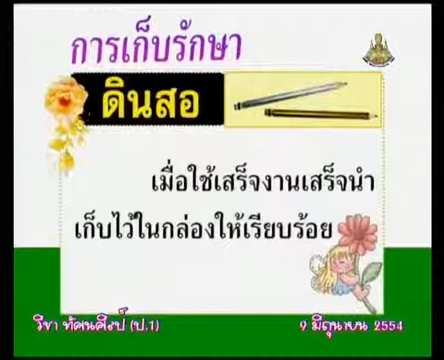 การเก็บรักษา
ดินสอ
เมื่อใช้เสร็จงานเสร็จนำ
เก็บไว้ในกล่องให้เรียบร้อย
วิชา ทัศนศิลป์ (ป.1)
9 มิถุนายน 2554